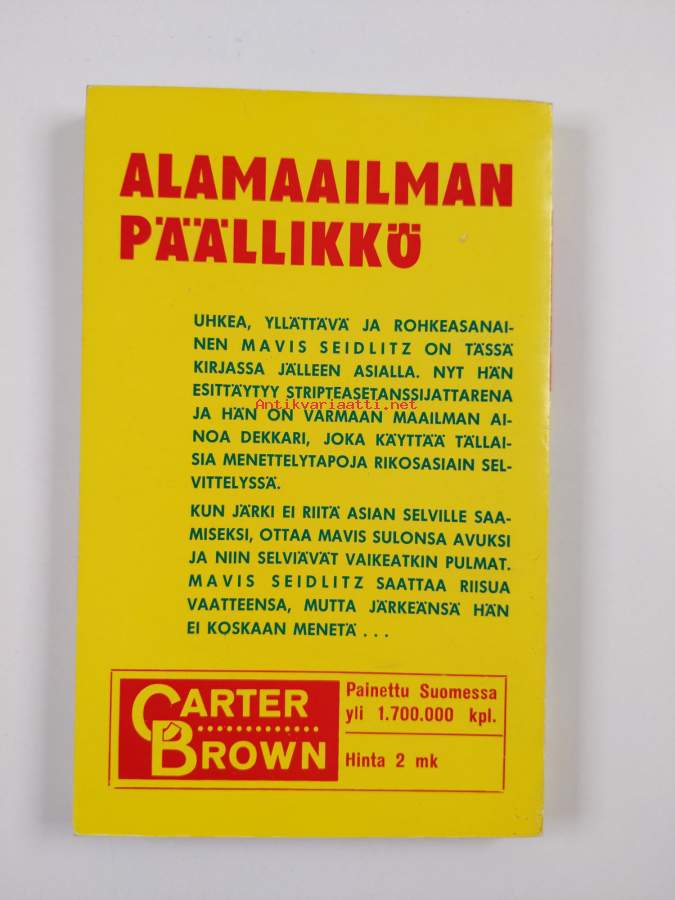 ALAMAAILMAN
PÄÄLLIKKÖ
UHKEA, YLLÄTTÄVÄ JA ROHKEASANAI-
NEN MAVIS SEIDLITZ ON TÄSSÄ
KIRJASSA JÄLLEEN ASIALLA. NYT HÄN
ESITTÄYTYY STRIPTEASETANSSIJATTARENA
Antikvariaatti.net
JA HÄN ON VARMAAN MAAILMAN AI-
NOA DEKKARI, JOKA KÄYTTÄÄ TÄLLAI-
SIA MENETTELYTAPOJA RIKOSASIAIN SEL-
VITTELYSSÄ.
KUN JÄRKI EI RIITÄ ASIAN SELVILLE SAA-
MISEKSI, OTTAA MAVIS SULONSA AVUKSI
JA NIIN SELVIÄVÄT VAIKEATKIN PULMAT.
MAVIS SEIDLITZ SAATTAA RIISUA
VAATTEENSA, MUTTA JÄRKEÄNSÄ HÄN
EI KOSKAAN MENETÄ ...
CARTER
BROWN
Painettu Suomessa
yli 1.700.000 kpl.
Hinta 2 mk